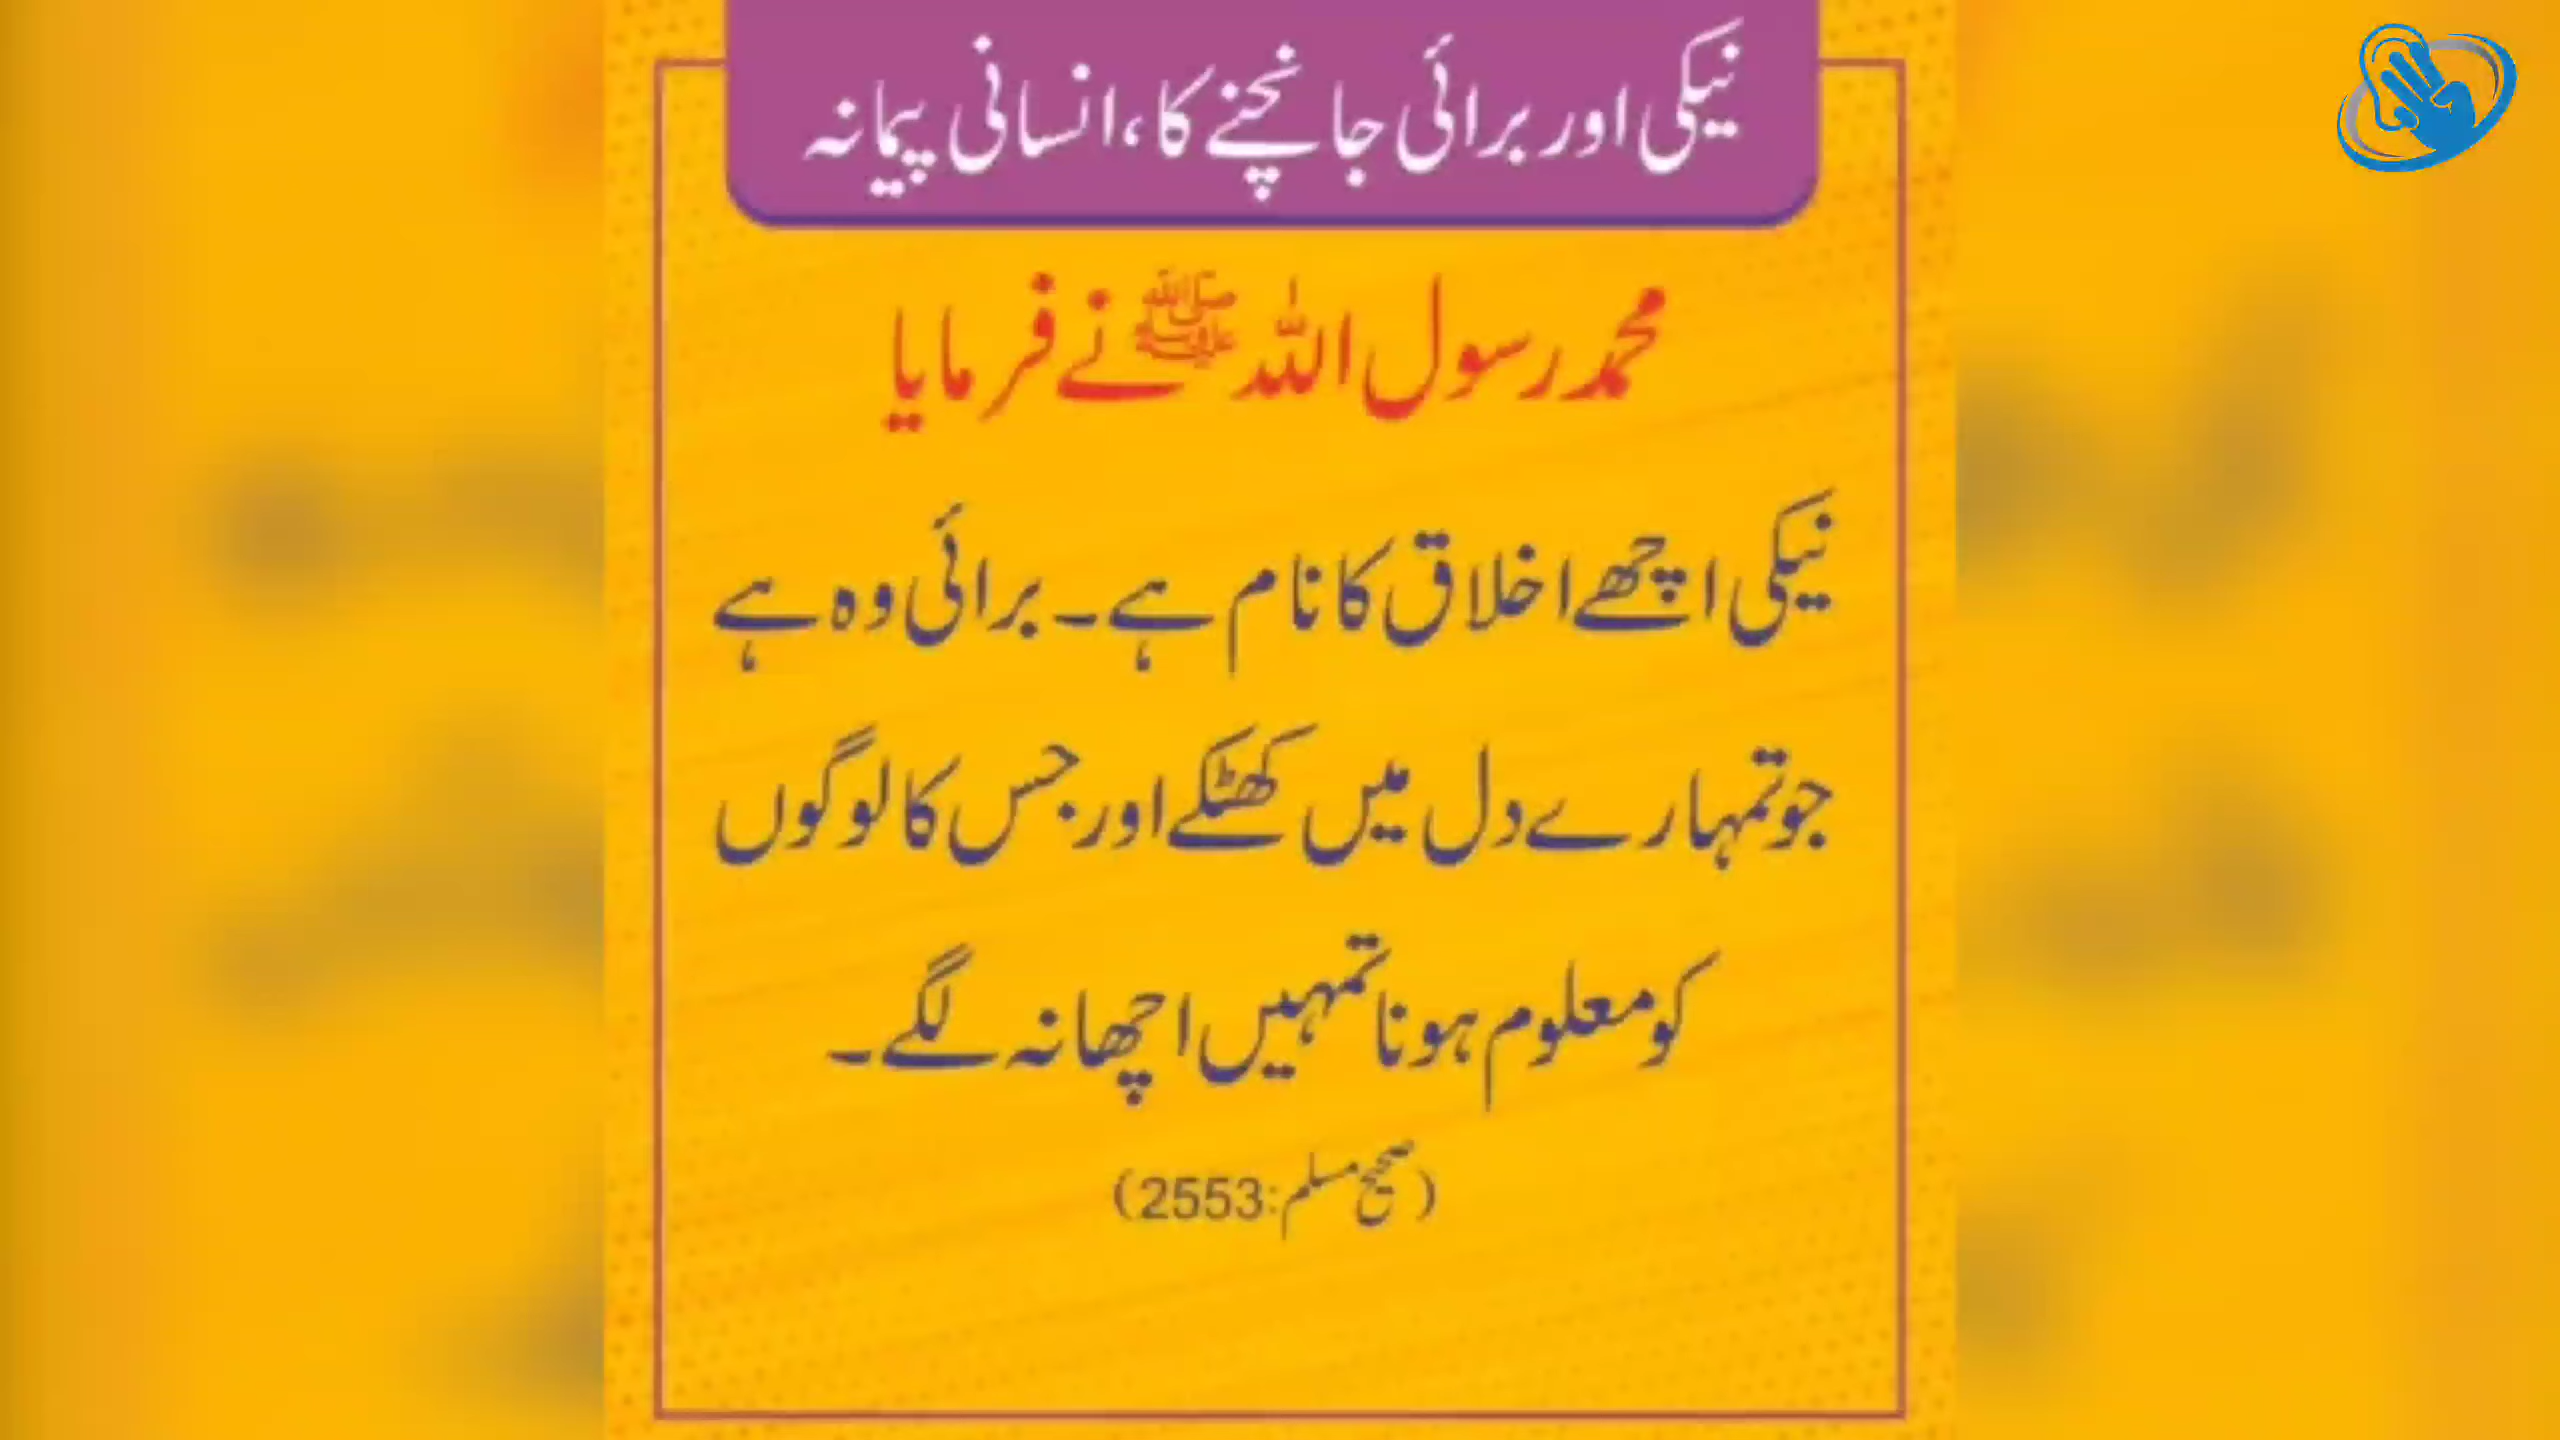 نیکی اور برائی جانچنے کا، انسانی پیمانہ
محمد رسول اللہ ﷺ نے فرمایا
نیکی اچھے اخلاق کا نام ہے۔ برائی وہ ہے
جو تمہارے دل میں کھٹکے اور جس کا لوگوں
کو معلوم ہونا تمہیں اچھا نہ لگے۔
(صحیح مسلم: 2553)